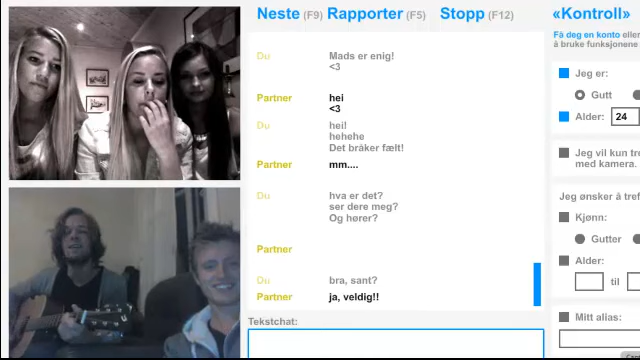 Neste (F9) Rapporter (F5) Stopp (F12)
Du Mads er enig!
<3
Partner hei
<3
Du hei!
hehehe
Det bråker fælt!
Partner mm....
Du hva er det?
ser dere meg?
Og hører?
Partner
Du bra, sant?
Partner ja, veldig!!
Tekstchat:
«Kontroll»
Få deg en konto eller
å bruke funksjonene
Jeg er:
Gutt
Alder: 24
Jeg vil kun
med kamera.
Jeg ønsker å
Kjønn:
Gutter
Alder:
til
Mitt alias: